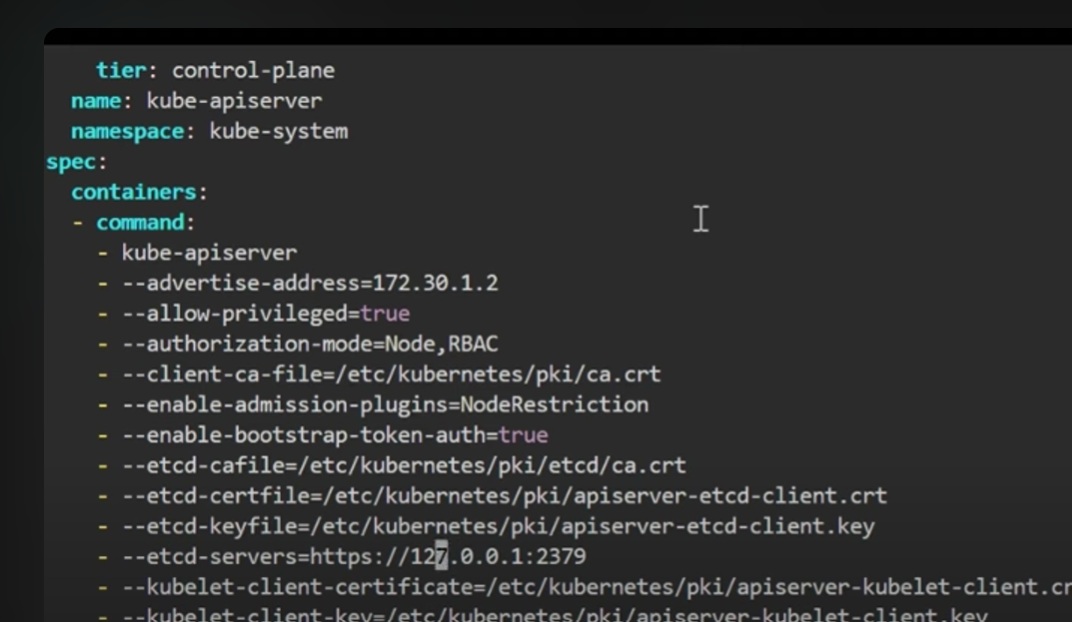 tier: control-plane
name: kube-apiserver
namespace: kube-system
spec:
containers:
- command:
- kube-apiserver
- --advertise-address=172.30.1.2
- --allow-privileged=true
- --authorization-mode=Node,RBAC
- --client-ca-file=/etc/kubernetes/pki/ca.crt
- --enable-admission-plugins=NodeRestriction
- --enable-bootstrap-token-auth=true
- --etcd-cafile=/etc/kubernetes/pki/etcd/ca.crt
- --etcd-certfile=/etc/kubernetes/pki/apiserver-etcd-client.crt
- --etcd-keyfile=/etc/kubernetes/pki/apiserver-etcd-client.key
- --etcd-servers=https://127.0.0.1:2379
- --kubelet-client-certificate=/etc/kubernetes/pki/apiserver-kubelet-client.cr
- --kubelet-client-key=/etc/kubernetes/pki/apiserver-kubelet-client.key